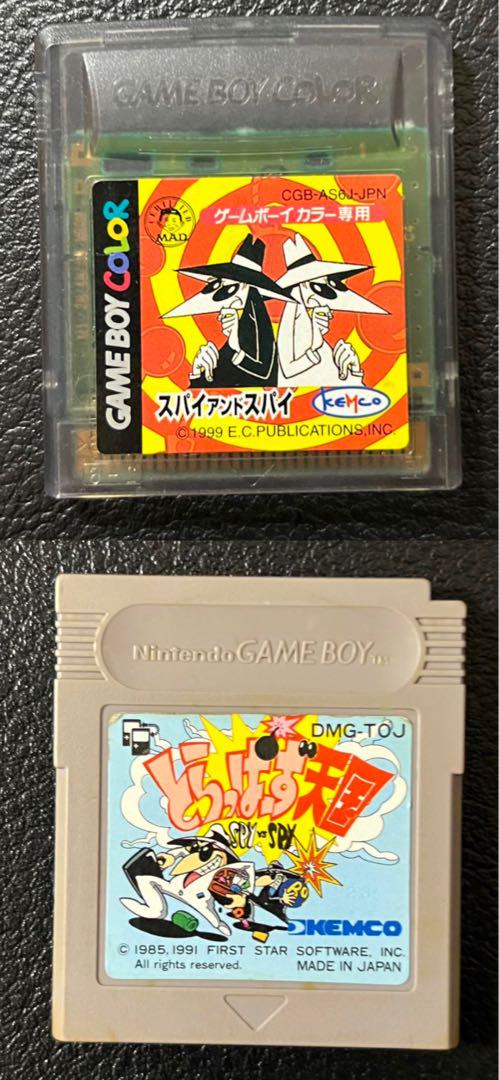 GAME BOY COLOR
CGB-AS6J-JPN
ゲームボーイカラー専用
MAD
GAME BOY COLOR
スパイアンドスパイ
KEMCO
©1999 E.C.PUBLICATIONS,INC.
Nintendo GAME BOY TM
DMG-TOJ
とらっぱーず天国
SPY vs SPY
KEMCO
© 1985,1991 FIRST STAR SOFTWARE, INC.
All rights reserved. MADE IN JAPAN